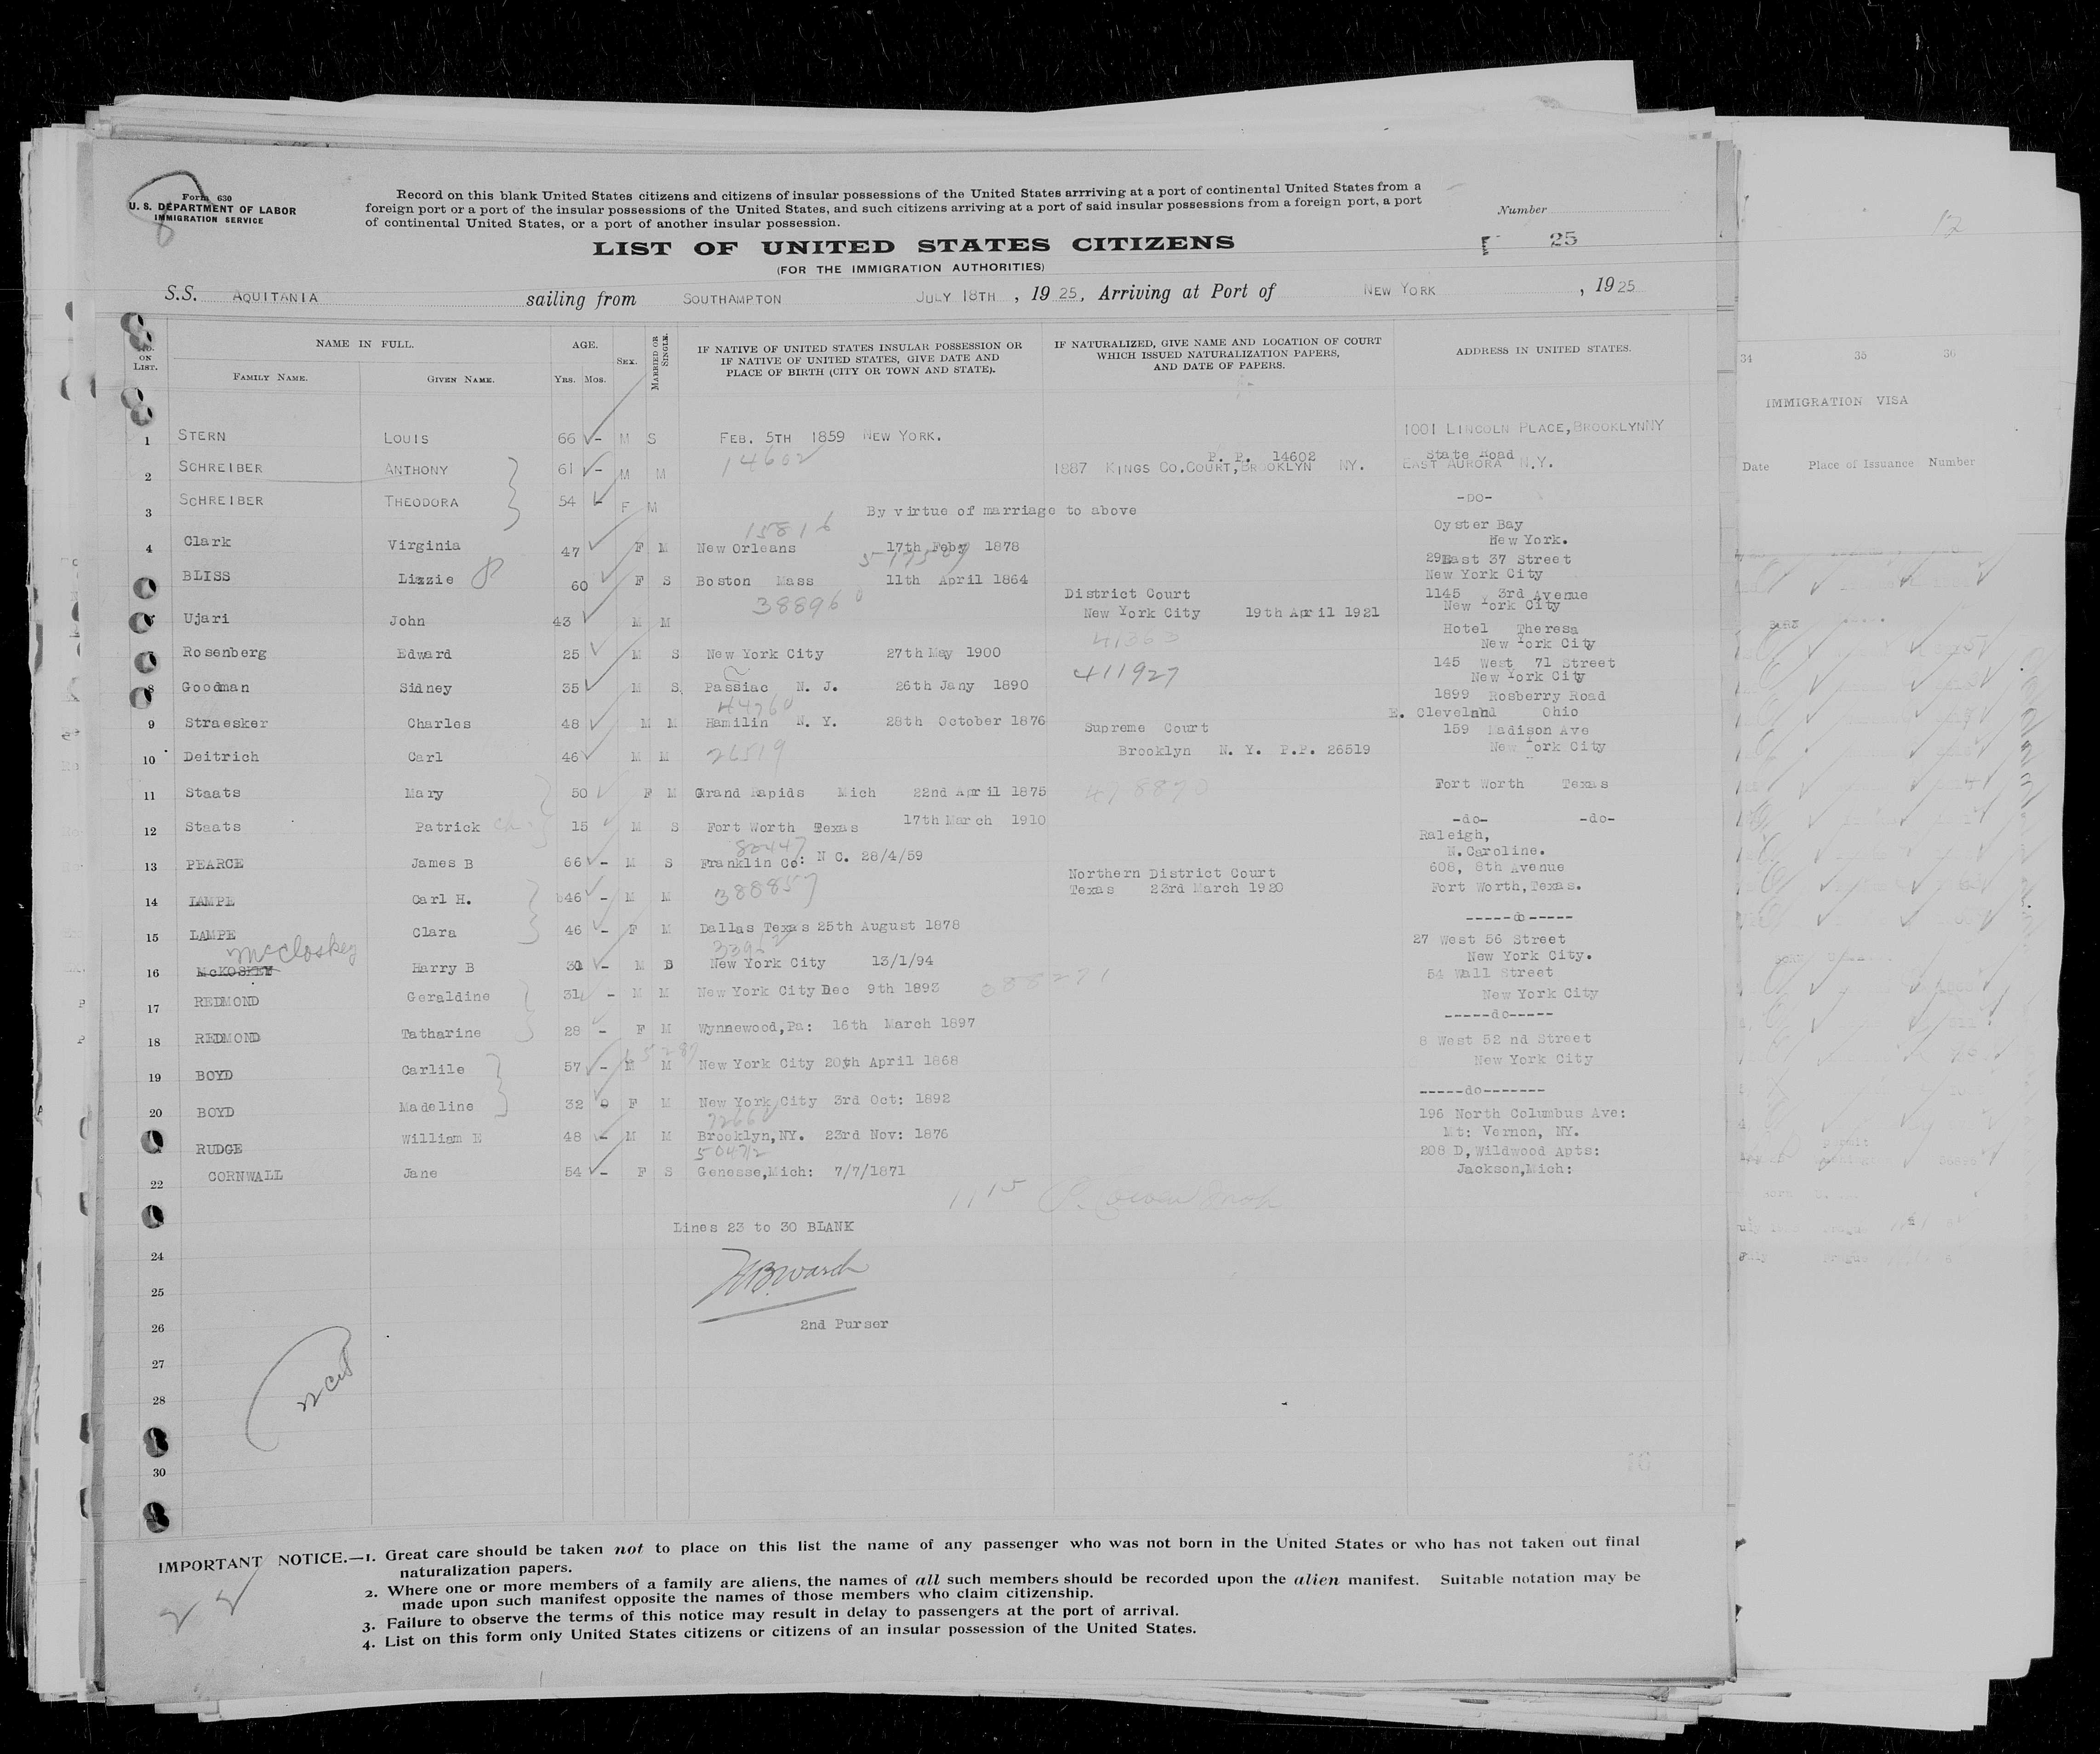 Form 630
U. S. DEPARTMENT OF LABOR
IMMIGRATION SERVICE
Record on this blank United States citizens and citizens of insular possessions of the United States arrriving at a port of continental United States from a
foreign port or a port of the insular possessions of the United States, and such citizens arriving at a port of said insular possessions from a foreign port, a port
of continental United States, or a port of another insular possession.
Number
LIST OF UNITED STATES CITIZENS
25
(FOR THE IMMIGRATION AUTHORITIES)
S.S. AQUITANIA sailing from SOUTHAMPTON JULY 18TH, 1925, Arriving at Port of NEW YORK, 1925
NO. ON LIST. NAME IN FULL. FAMILY NAME. GIVEN NAME. AGE. YRS. MOS. SEX. MARRIED OR SINGLE. IF NATIVE OF UNITED STATES INSULAR POSSESSION OR IF NATIVE OF UNITED STATES, GIVE DATE AND PLACE OF BIRTH (CITY OR TOWN AND STATE). IF NATURALIZED, GIVE NAME AND LOCATION OF COURT WHICH ISSUED NATURALIZATION PAPERS, AND DATE OF PAPERS. ADDRESS IN UNITED STATES.
1 STERN LOUIS 66 - M S FEB. 5TH 1859 NEW YORK. 1001 LINCOLN PLACE, BROOKLYN NY
14602
2 SCHREIBER ANTHONY 61 - M M P. P. 14602 1887 KINGS CO. COURT, BROOKLYN NY. State Road EAST AURORA N.Y.
3 SCHREIBER THEODORA 54 - F M By virtue of marriage to above -DO-
15816
4 Clark Virginia 47 F M New Orleans 17th Feby 1878 Oyster Bay New York.
BLISS Lizzie 60 F S Boston Mass 11th April 1864 29 East 37 Street New York City
388960
Ujari John 43 M M District Court New York City 19th April 1921 1145 3rd Avenue New York City
Rosenberg Edward 25 M S New York City 27th May 1900 Hotel Theresa New York City
8 Goodman Sidney 35 M S Passiac N. J. 26th Jany 1890 411927 145 West 71 Street New York City
44760
9 Straesker Charles 48 M M Hamilin N. Y. 28th October 1876 1899 Rosberry Road E. Cleveland Ohio
10 Deitrich Carl 46 M M 26519 Supreme Court Brooklyn N. Y. P.P. 26519 159 Madison Ave New York City
11 Staats Mary 50 F M Grand Rapids Mich 22nd April 1875 478870 Fort Worth Texas
12 Staats Patrick 15 M S Fort Worth Texas 17th March 1910 -do- -do-
80447
13 PEARCE James B 66 - M S Franklin Co: N C. 28/4/59 Raleigh, N.Caroline.
14 LAMPE Carl H. 46 - M M 388857 Northern District Court Texas 23rd March 1920 608, 8th Avenue Fort Worth, Texas.
15 LAMPE Clara 46 - F M Dallas Texas 25th August 1878 -----do-----
McCloskey
16 McKOSKEY Harry B 31 - M S New York City 13/1/94 27 West 56 Street New York City.
17 REDMOND Geraldine 31 - M M New York City Dec 9th 1893 388271 54 Wall Street New York City
18 REDMOND Tatharine 28 - F M Wynnewood, Pa: 16th March 1897 -----do-----
19 BOYD Carlile 57 - M M New York City 20th April 1868 8 West 52 nd Street New York City
20 BOYD Madeline 32 F M New York City 3rd Oct: 1892 -----do-------
RUDGE William E 48 - M M Brooklyn, NY. 23rd Nov: 1876 196 North Columbus Ave: Mt: Vernon, NY.
22 CORNWALL Jane 54 - F S Genesse, Mich: 7/7/1871 208 D, Wildwood Apts: Jackson, Mich:
Lines 23 to 30 BLANK
24
25
26
2nd Purser
27
28
30
IMPORTANT NOTICE.—1. Great care should be taken not to place on this list the name of any passenger who was not born in the United States or who has not taken out final
naturalization papers.
2. Where one or more members of a family are aliens, the names of all such members should be recorded upon the alien manifest. Suitable notation may be
made upon such manifest opposite the names of those members who claim citizenship.
3. Failure to observe the terms of this notice may result in delay to passengers at the port of arrival.
4. List on this form only United States citizens or citizens of an insular possession of the United States.
12
34 35 36
IMMIGRATION VISA
Date Place of Issuance Number